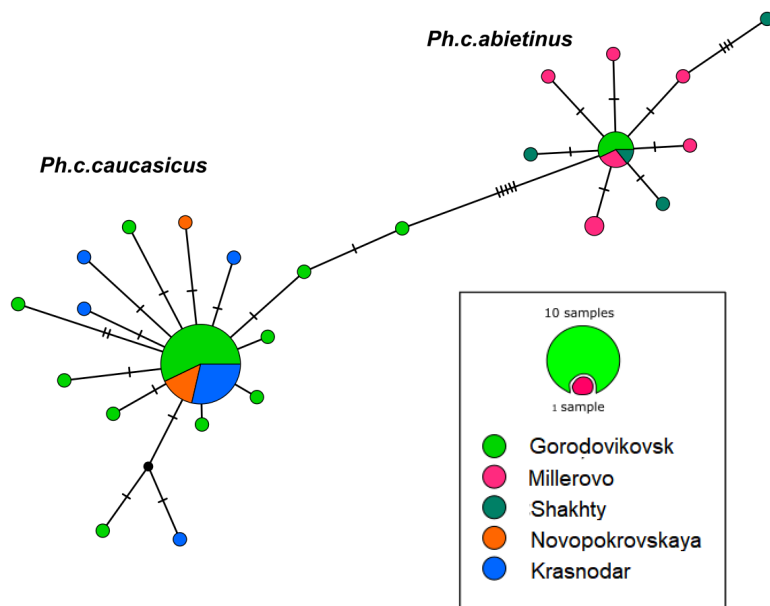 Ph.c.abietinus
Ph.c.caucasicus
10 samples
1 sample
Gorodovikovsk
Millerovo
Shakhty
Novopokrovskaya
Krasnodar